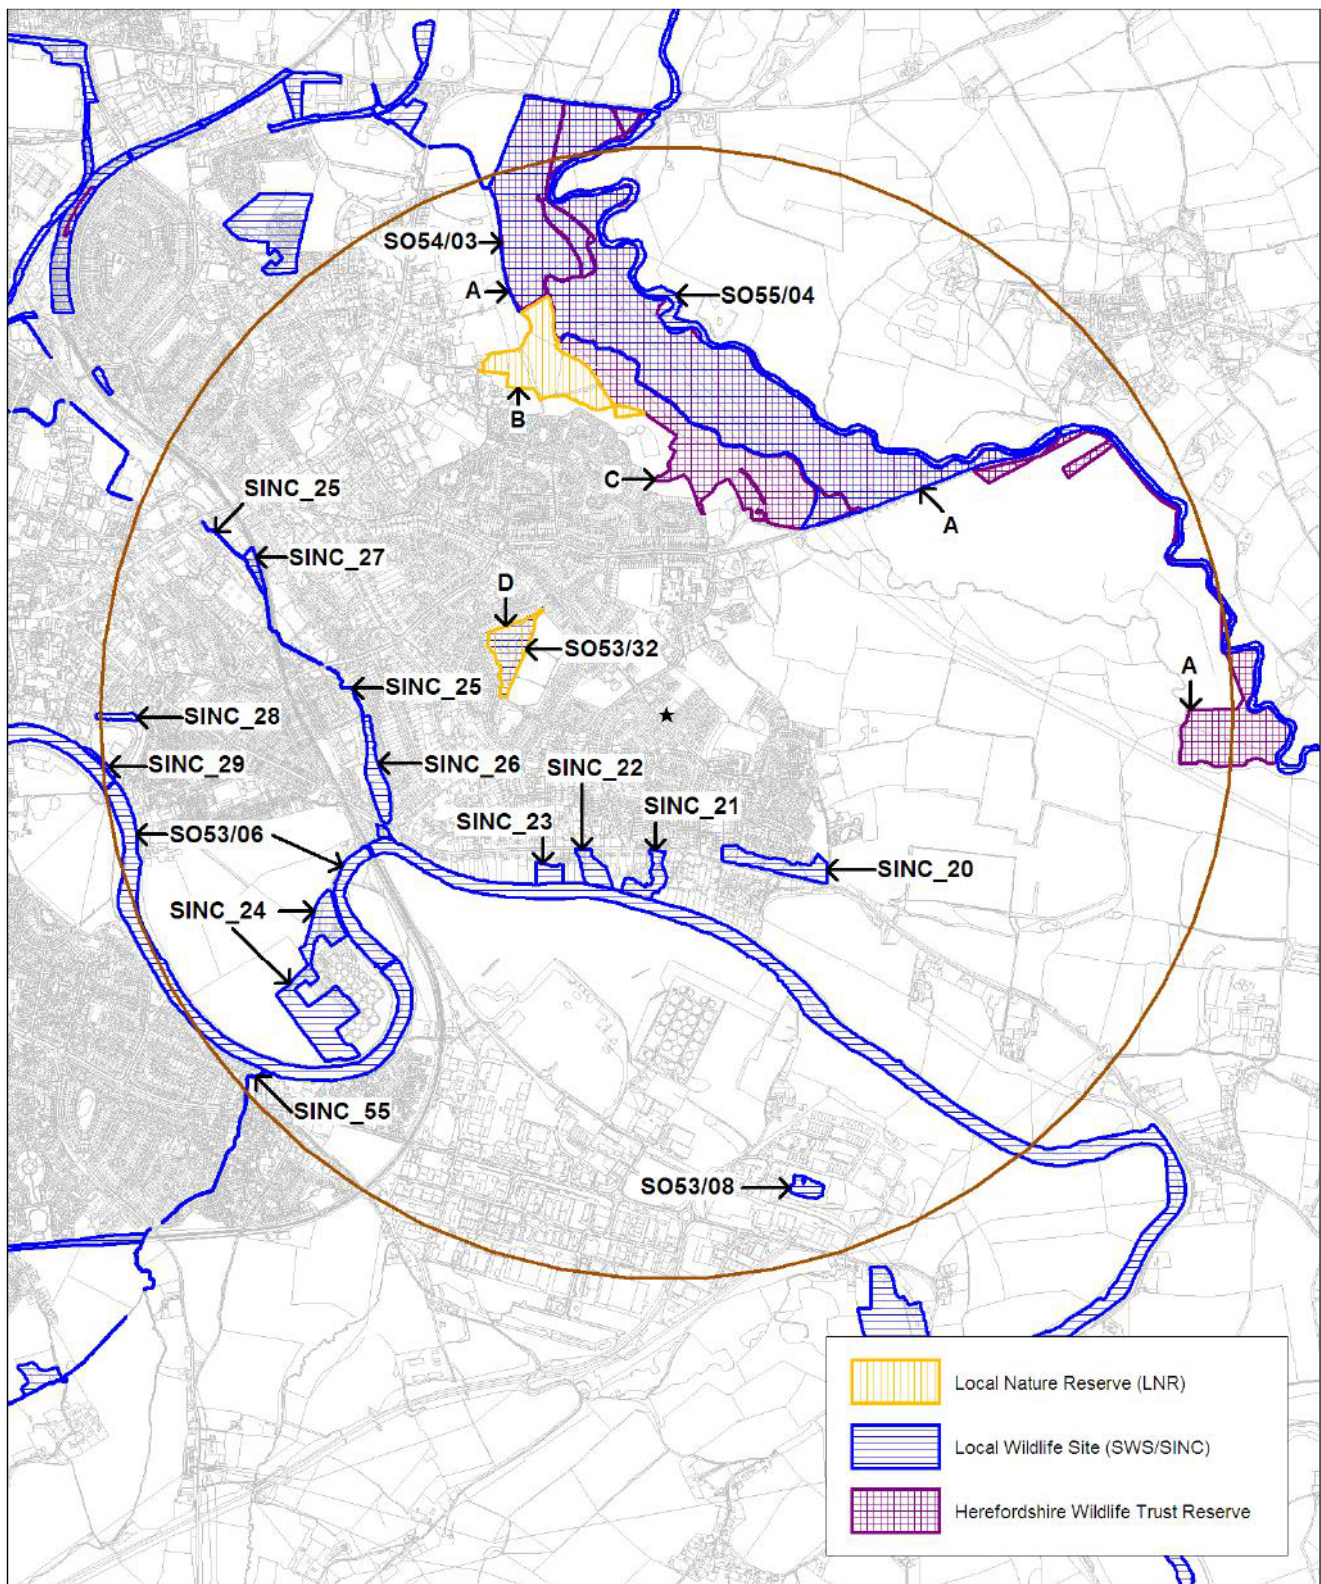 SO54/03
A
SO55/04
B
C
A
SINC_25
SINC_27
D
SO53/32
SINC_25
A
SINC_28
SINC_29
SINC_26
SINC_22
SINC_21
SINC_23
SO53/06
SINC_20
SINC_24
SINC_55
SO53/08
Local Nature Reserve (LNR)
Local Wildlife Site (SWS/SINC)
Herefordshire Wildlife Trust Reserve